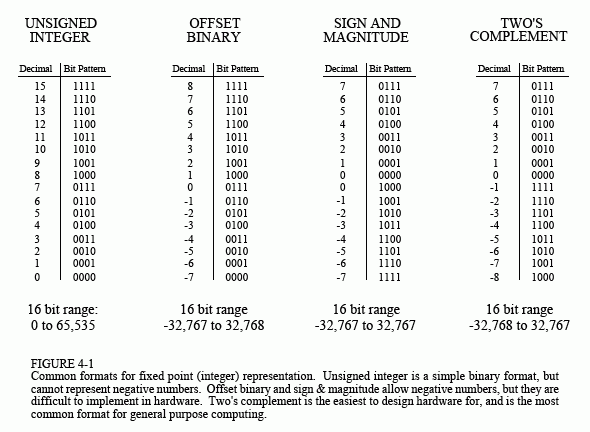 UNSIGNED INTEGER
OFFSET BINARY
SIGN AND MAGNITUDE
TWO'S COMPLEMENT
Decimal Bit Pattern Decimal Bit Pattern Decimal Bit Pattern Decimal Bit Pattern
15 1111 8 1111 7 0111 7 0111
14 1110 7 1110 6 0110 6 0110
13 1101 6 1101 5 0101 5 0101
12 1100 5 1100 4 0100 4 0100
11 1011 4 1011 3 0011 3 0011
10 1010 3 1010 2 0010 2 0010
9 1001 2 1001 1 0001 1 0001
8 1000 1 1000 0 0000 0 0000
7 0111 0 0111 0 1000 -1 1111
6 0110 -1 0110 -1 1001 -2 1110
5 0101 -2 0101 -2 1010 -3 1101
4 0100 -3 0100 -3 1011 -4 1100
3 0011 -4 0011 -4 1100 -5 1011
2 0010 -5 0010 -5 1101 -6 1010
1 0001 -6 0001 -6 1110 -7 1001
0 0000 -7 0000 -7 1111 -8 1000
16 bit range: 16 bit range 16 bit range 16 bit range
0 to 65,535 -32,767 to 32,768 -32,767 to 32,767 -32,768 to 32,767
FIGURE 4-1
Common formats for fixed point (integer) representation. Unsigned integer is a simple binary format, but
cannot represent negative numbers. Offset binary and sign & magnitude allow negative numbers, but they are
difficult to implement in hardware. Two's complement is the easiest to design hardware for, and is the most
common format for general purpose computing.